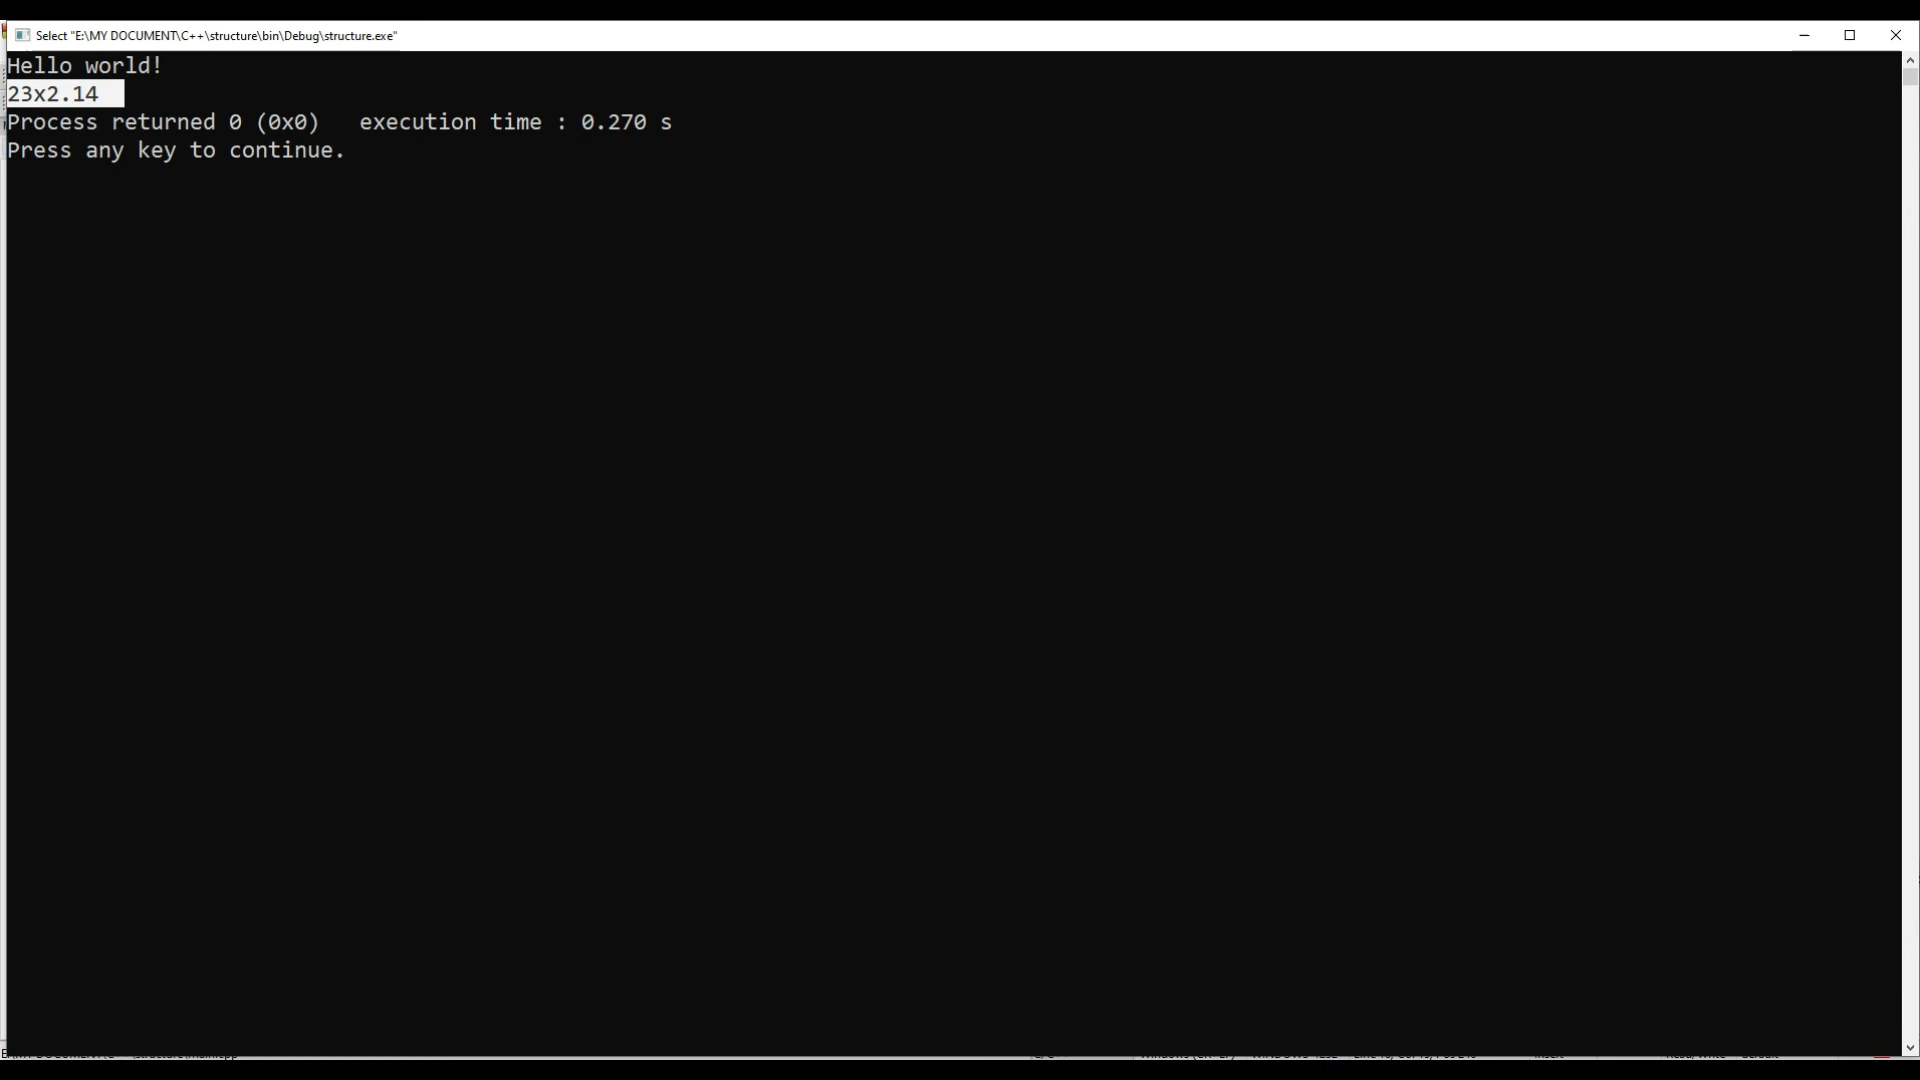 Select "E:\MY DOCUMENT\C++\structure\bin\Debug\structure.exe"
Hello world!
23x2.14
Process returned 0 (0x0)   execution time : 0.270 s
Press any key to continue.